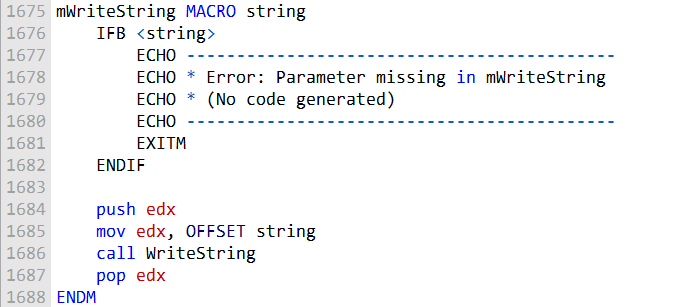 1675 mWriteString MACRO string
1676     IFB <string>
1677         ECHO -------------------------------------------
1678         ECHO * Error: Parameter missing in mWriteString
1679         ECHO * (No code generated)
1680         ECHO -------------------------------------------
1681         EXITM
1682     ENDIF
1683
1684     push edx
1685     mov edx, OFFSET string
1686     call WriteString
1687     pop edx
1688 ENDM